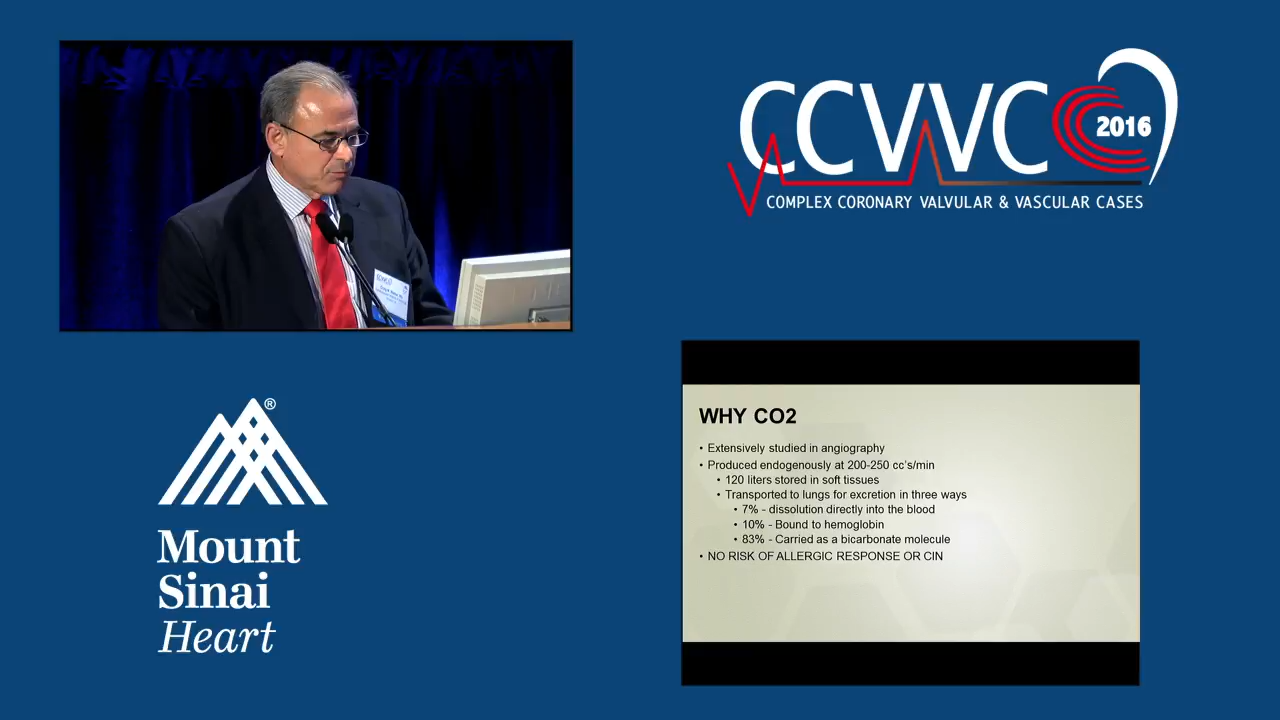 CCVVC
2016
COMPLEX CORONARY VALVULAR & VASCULAR CASES
®
Mount
Sinai
Heart
WHY CO2
• Extensively studied in angiography
• Produced endogenously at 200-250 cc's/min
• 120 liters stored in soft tissues
• Transported to lungs for excretion in three ways
• 7% - dissolution directly into the blood
• 10% - Bound to hemoglobin
• 83% - Carried as a bicarbonate molecule
• NO RISK OF ALLERGIC RESPONSE OR CIN